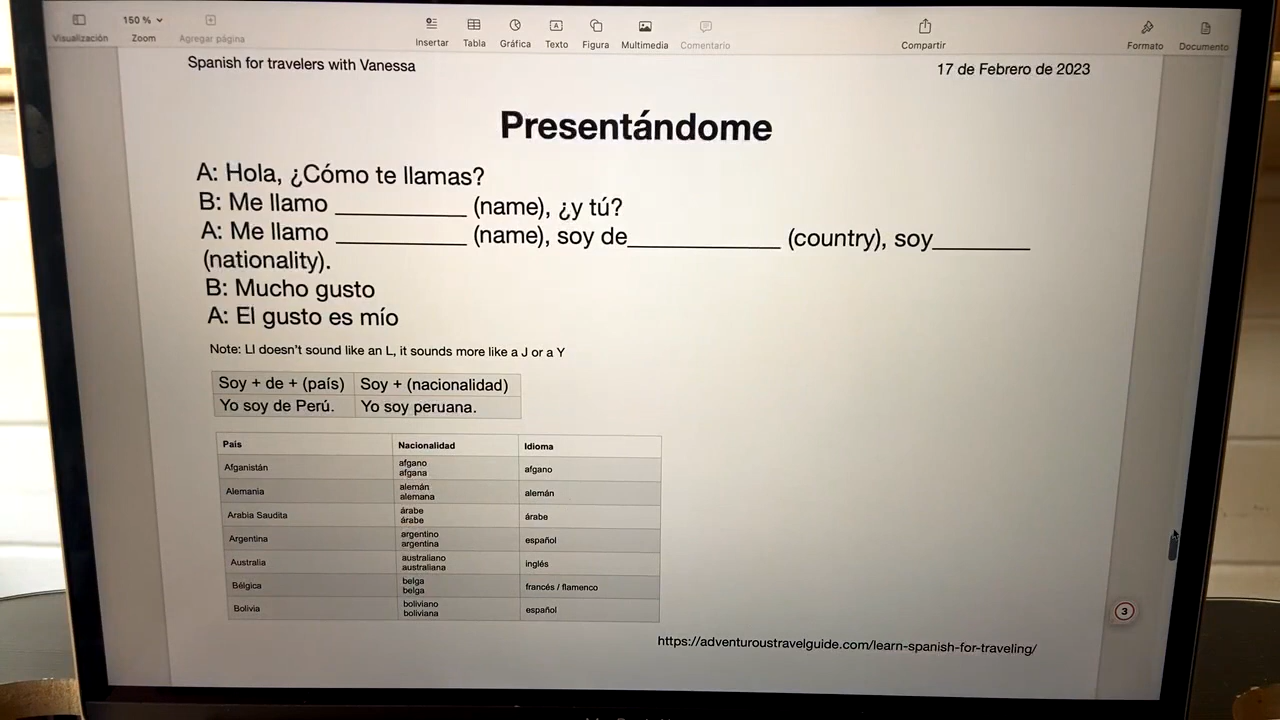 Visualización
150 %
Zoom
Agregar página
Insertar
Tabla
Gráfica
Texto
Figura
Multimedia
Comentario
Compartir
Formato
Documento
Spanish for travelers with Vanessa
17 de Febrero de 2023
Presentándome
A: Hola, ¿Cómo te llamas?
B: Me llamo ___________ (name), ¿y tú?
A: Me llamo ___________ (name), soy de_____________ (country), soy________
(nationality).
B: Mucho gusto
A: El gusto es mío
Note: Ll doesn't sound like an L, it sounds more like a J or a Y
Soy + de + (país) Soy + (nacionalidad)
Yo soy de Perú. Yo soy peruana.
País Nacionalidad Idioma
Afganistán afgano afgana afgano
Alemania alemán alemana alemán
Arabia Saudita árabe árabe árabe
Argentina argentino argentina español
Australia australiano australiana inglés
Bélgica belga belga francés / flamenco
Bolivia boliviano boliviana español
3
https://adventuroustravelguide.com/learn-spanish-for-traveling/